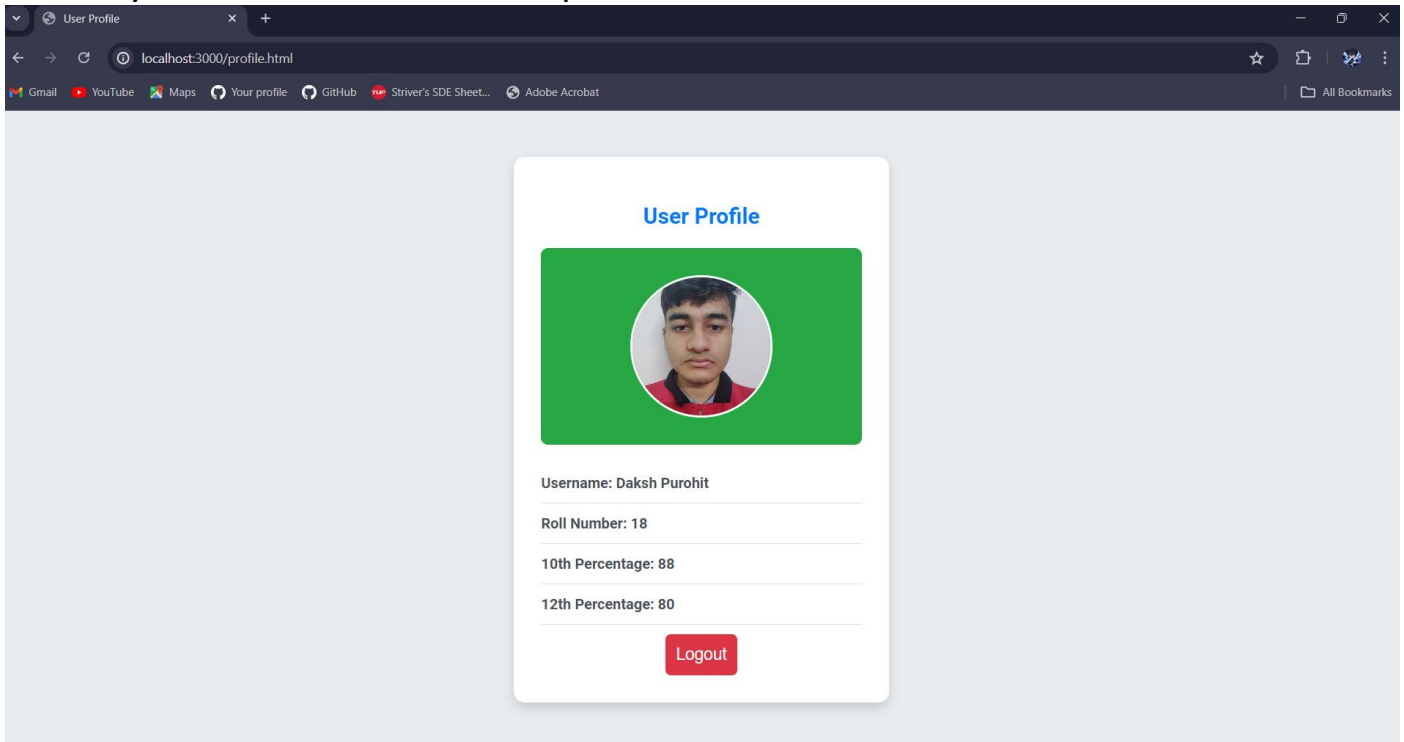 User Profile
localhost:3000/profile.html
Gmail YouTube Maps Your profile GitHub TUF Striver's SDE Sheet... Adobe Acrobat All Bookmarks
User Profile
Username: Daksh Purohit
Roll Number: 18
10th Percentage: 88
12th Percentage: 80
Logout